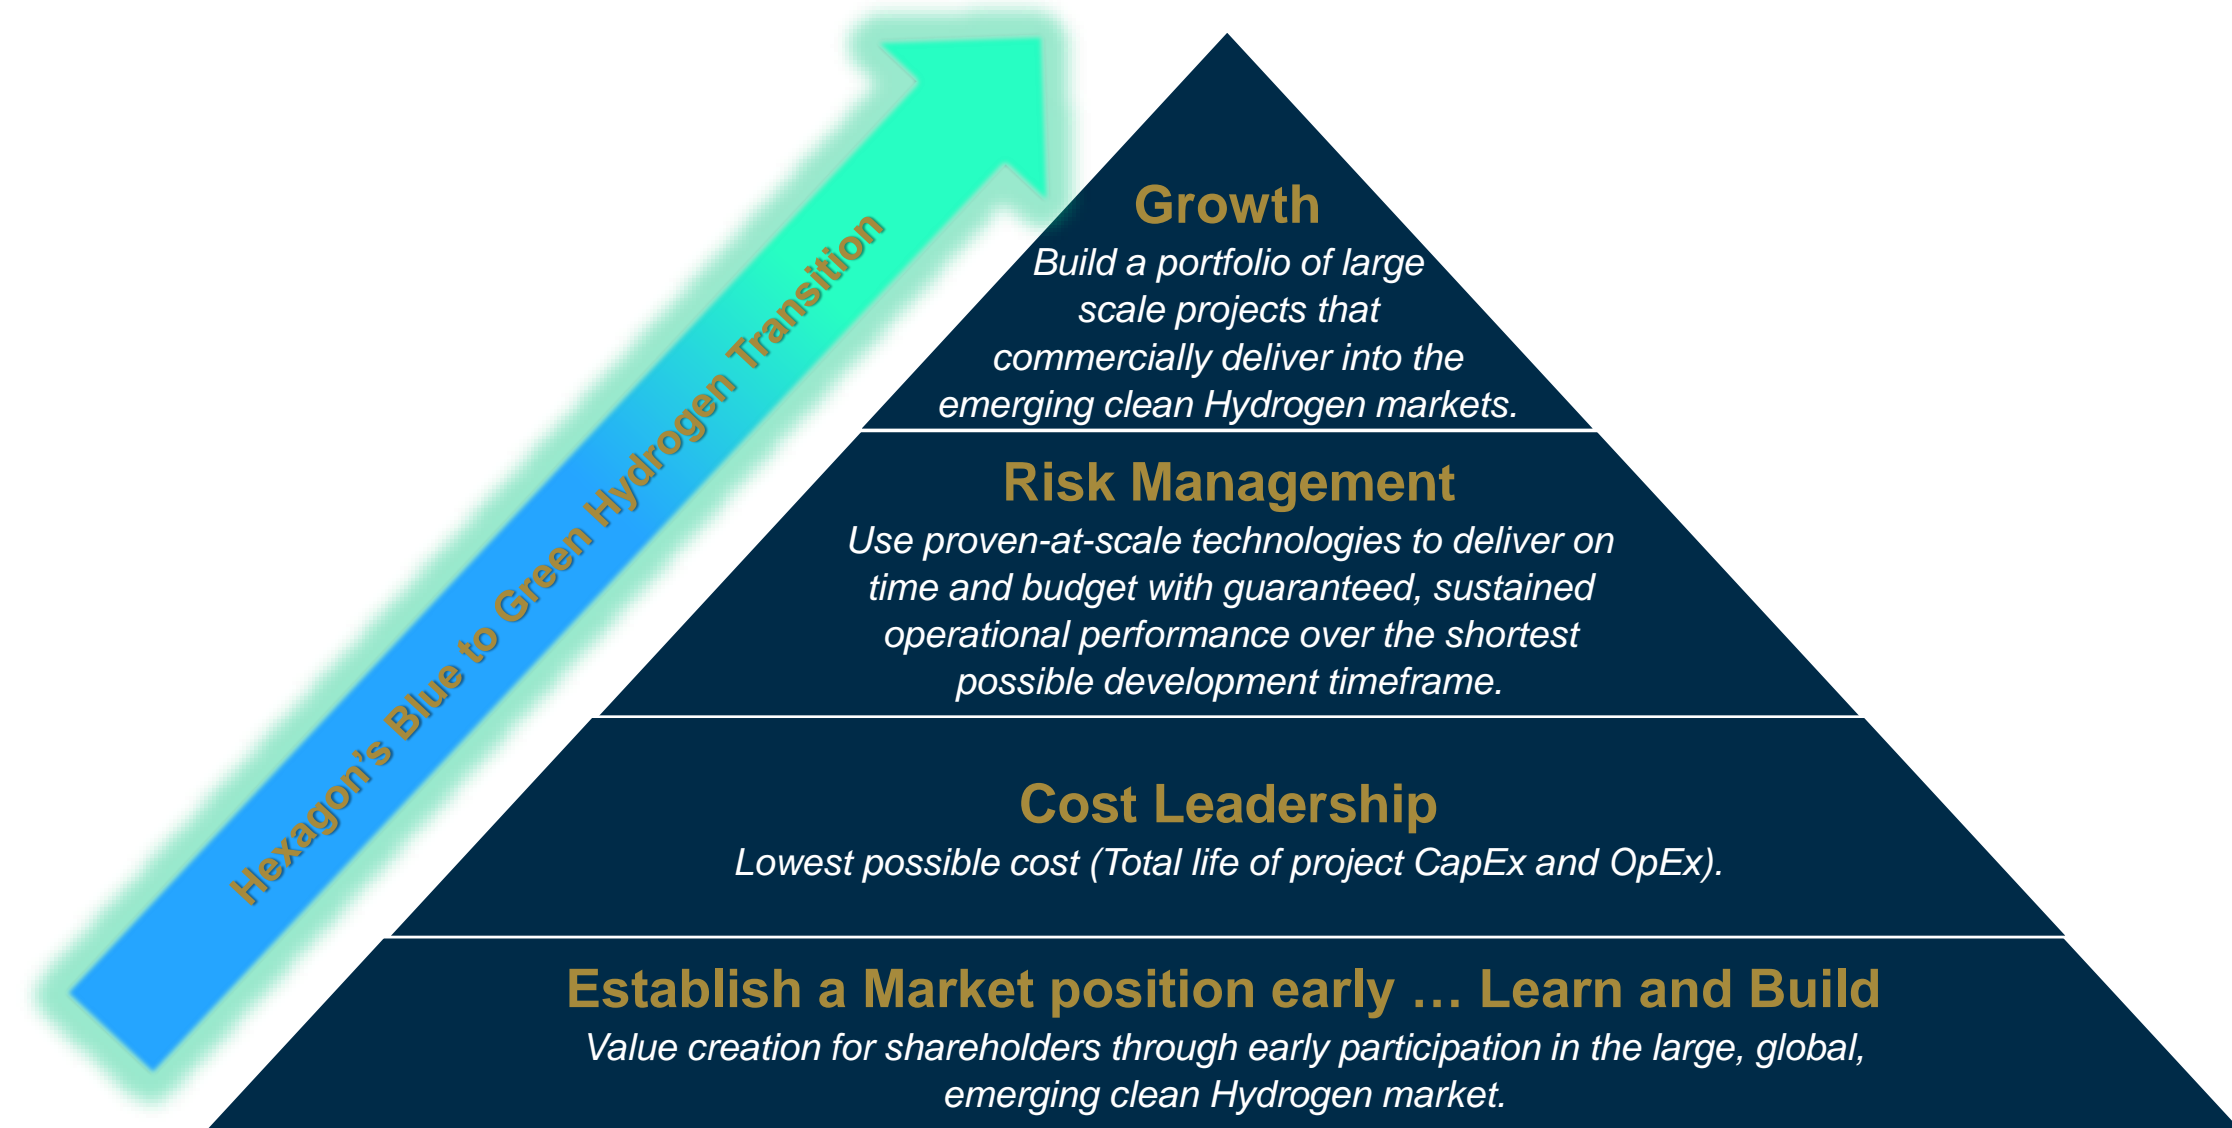 Hexagon’s Blue to Green Hydrogen Transition
Growth
Build a portfolio of large
scale projects that
commercially deliver into the
emerging clean Hydrogen markets.
Risk Management
Use proven-at-scale technologies to deliver on
time and budget with guaranteed, sustained
operational performance over the shortest
possible development timeframe.
Cost Leadership
Lowest possible cost (Total life of project CapEx and OpEx).
Establish a Market position early … Learn and Build
Value creation for shareholders through early participation in the large, global,
emerging clean Hydrogen market.